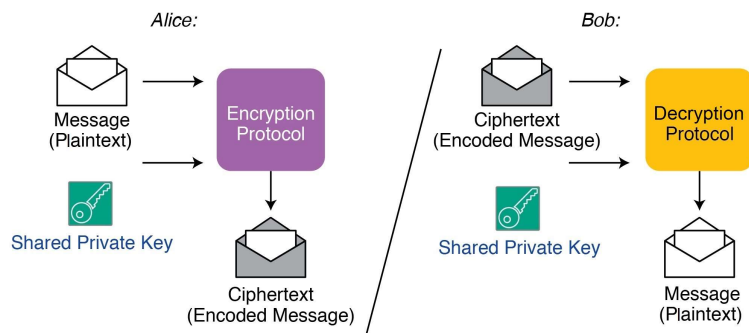 Alice:
Message
(Plaintext)
Encryption
Protocol
Shared Private Key
Ciphertext
(Encoded Message)
Bob:
Ciphertext
(Encoded Message)
Decryption
Protocol
Shared Private Key
Message
(Plaintext)